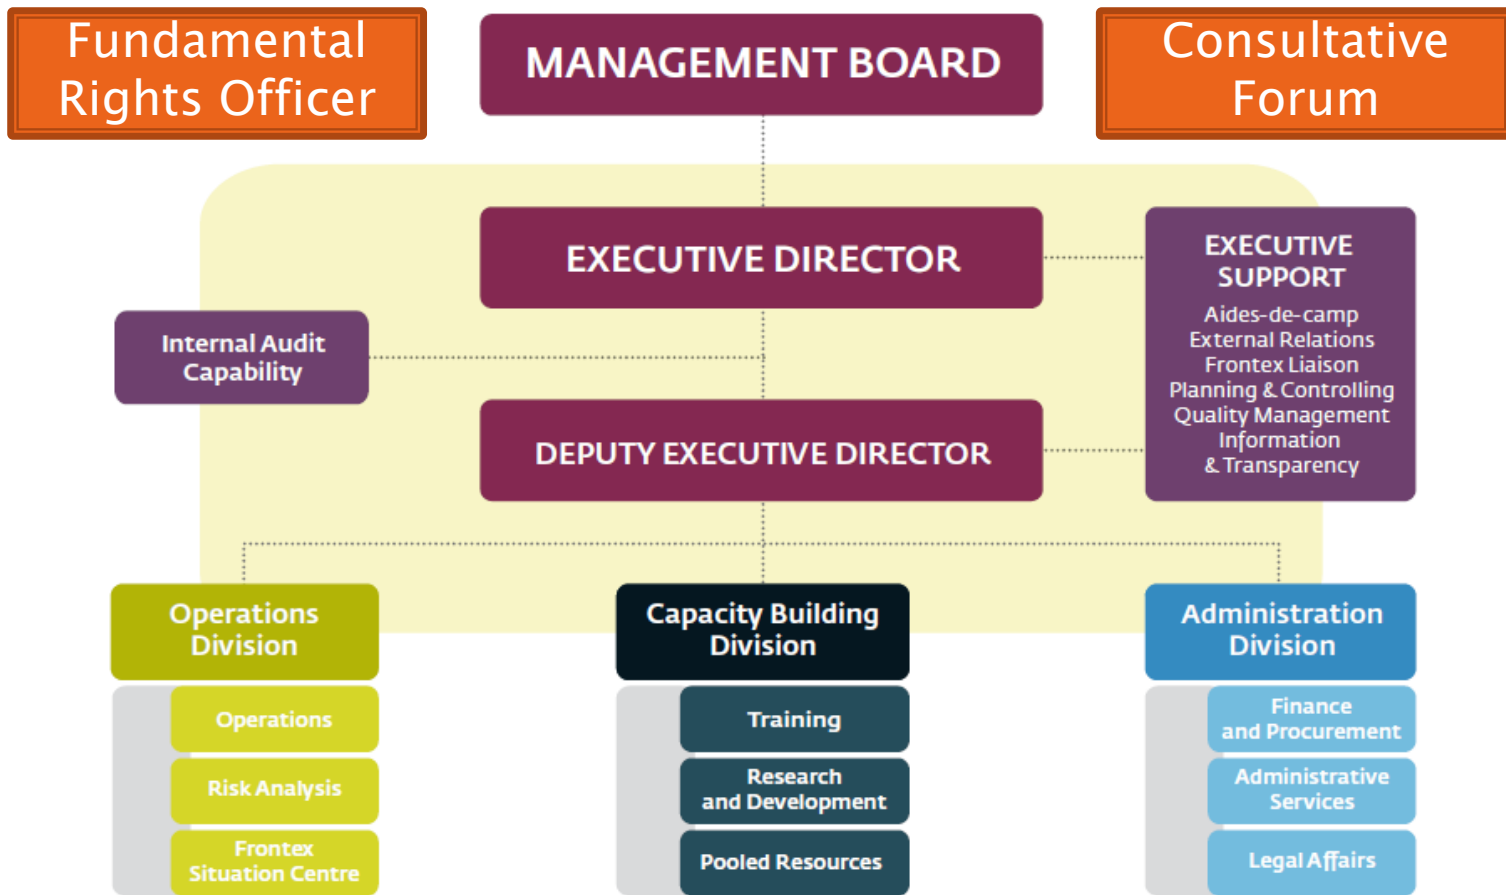 Fundamental
Rights Officer
MANAGEMENT BOARD
Consultative
Forum
EXECUTIVE DIRECTOR
EXECUTIVE
SUPPORT
Aides-de-camp
External Relations
Frontex Liaison
Planning & Controlling
Quality Management
Information
& Transparency
Internal Audit
Capability
DEPUTY EXECUTIVE DIRECTOR
Operations
Division
Operations
Risk Analysis
Frontex
Situation Centre
Capacity Building
Division
Training
Research
and Development
Pooled Resources
Administration
Division
Finance
and Procurement
Administrative
Services
Legal Affairs